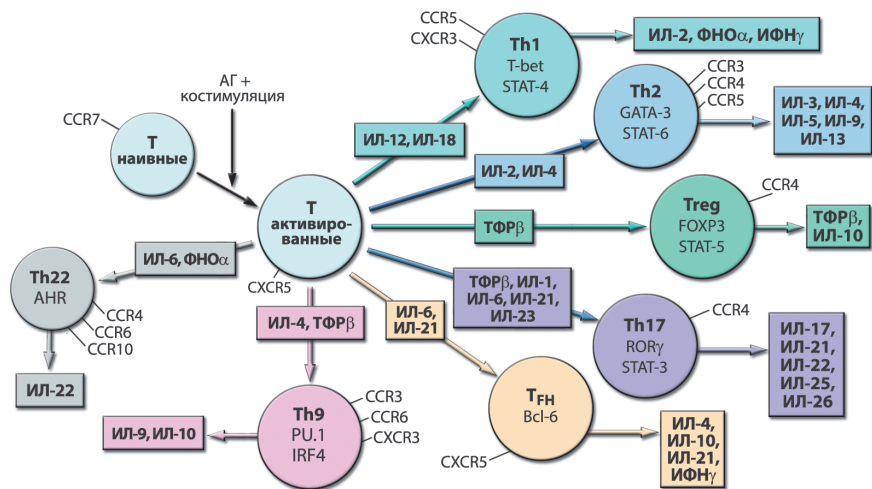 CCR5
CXCR3
Th1
T-bet
STAT-4
ИЛ-2, ФНОα, ИФНγ
АГ +
костимуляция
CCR7
Т
наивные
ИЛ-12, ИЛ-18
Th2
GATA-3
STAT-6
CCR3
CCR4
CCR5
ИЛ-3, ИЛ-4,
ИЛ-5, ИЛ-9,
ИЛ-13
ИЛ-2, ИЛ-4
Т
активиро-
ванные
CXCR5
ТФРβ
Treg
FOXP3
STAT-5
CCR4
ТФРβ,
ИЛ-10
ИЛ-6, ФНОα
Th22
AHR
CCR4
CCR6
CCR10
ИЛ-22
ИЛ-4, ТФРβ
Th9
PU.1
IRF4
CCR3
CCR6
CXCR3
ИЛ-9, ИЛ-10
ИЛ-6,
ИЛ-21
TFH
Bcl-6
CXCR5
ИЛ-4,
ИЛ-10,
ИЛ-21,
ИФНγ
ТФРβ, ИЛ-1,
ИЛ-6, ИЛ-21,
ИЛ-23
Th17
RORγ
STAT-3
CCR4
ИЛ-17,
ИЛ-21,
ИЛ-22,
ИЛ-25,
ИЛ-26